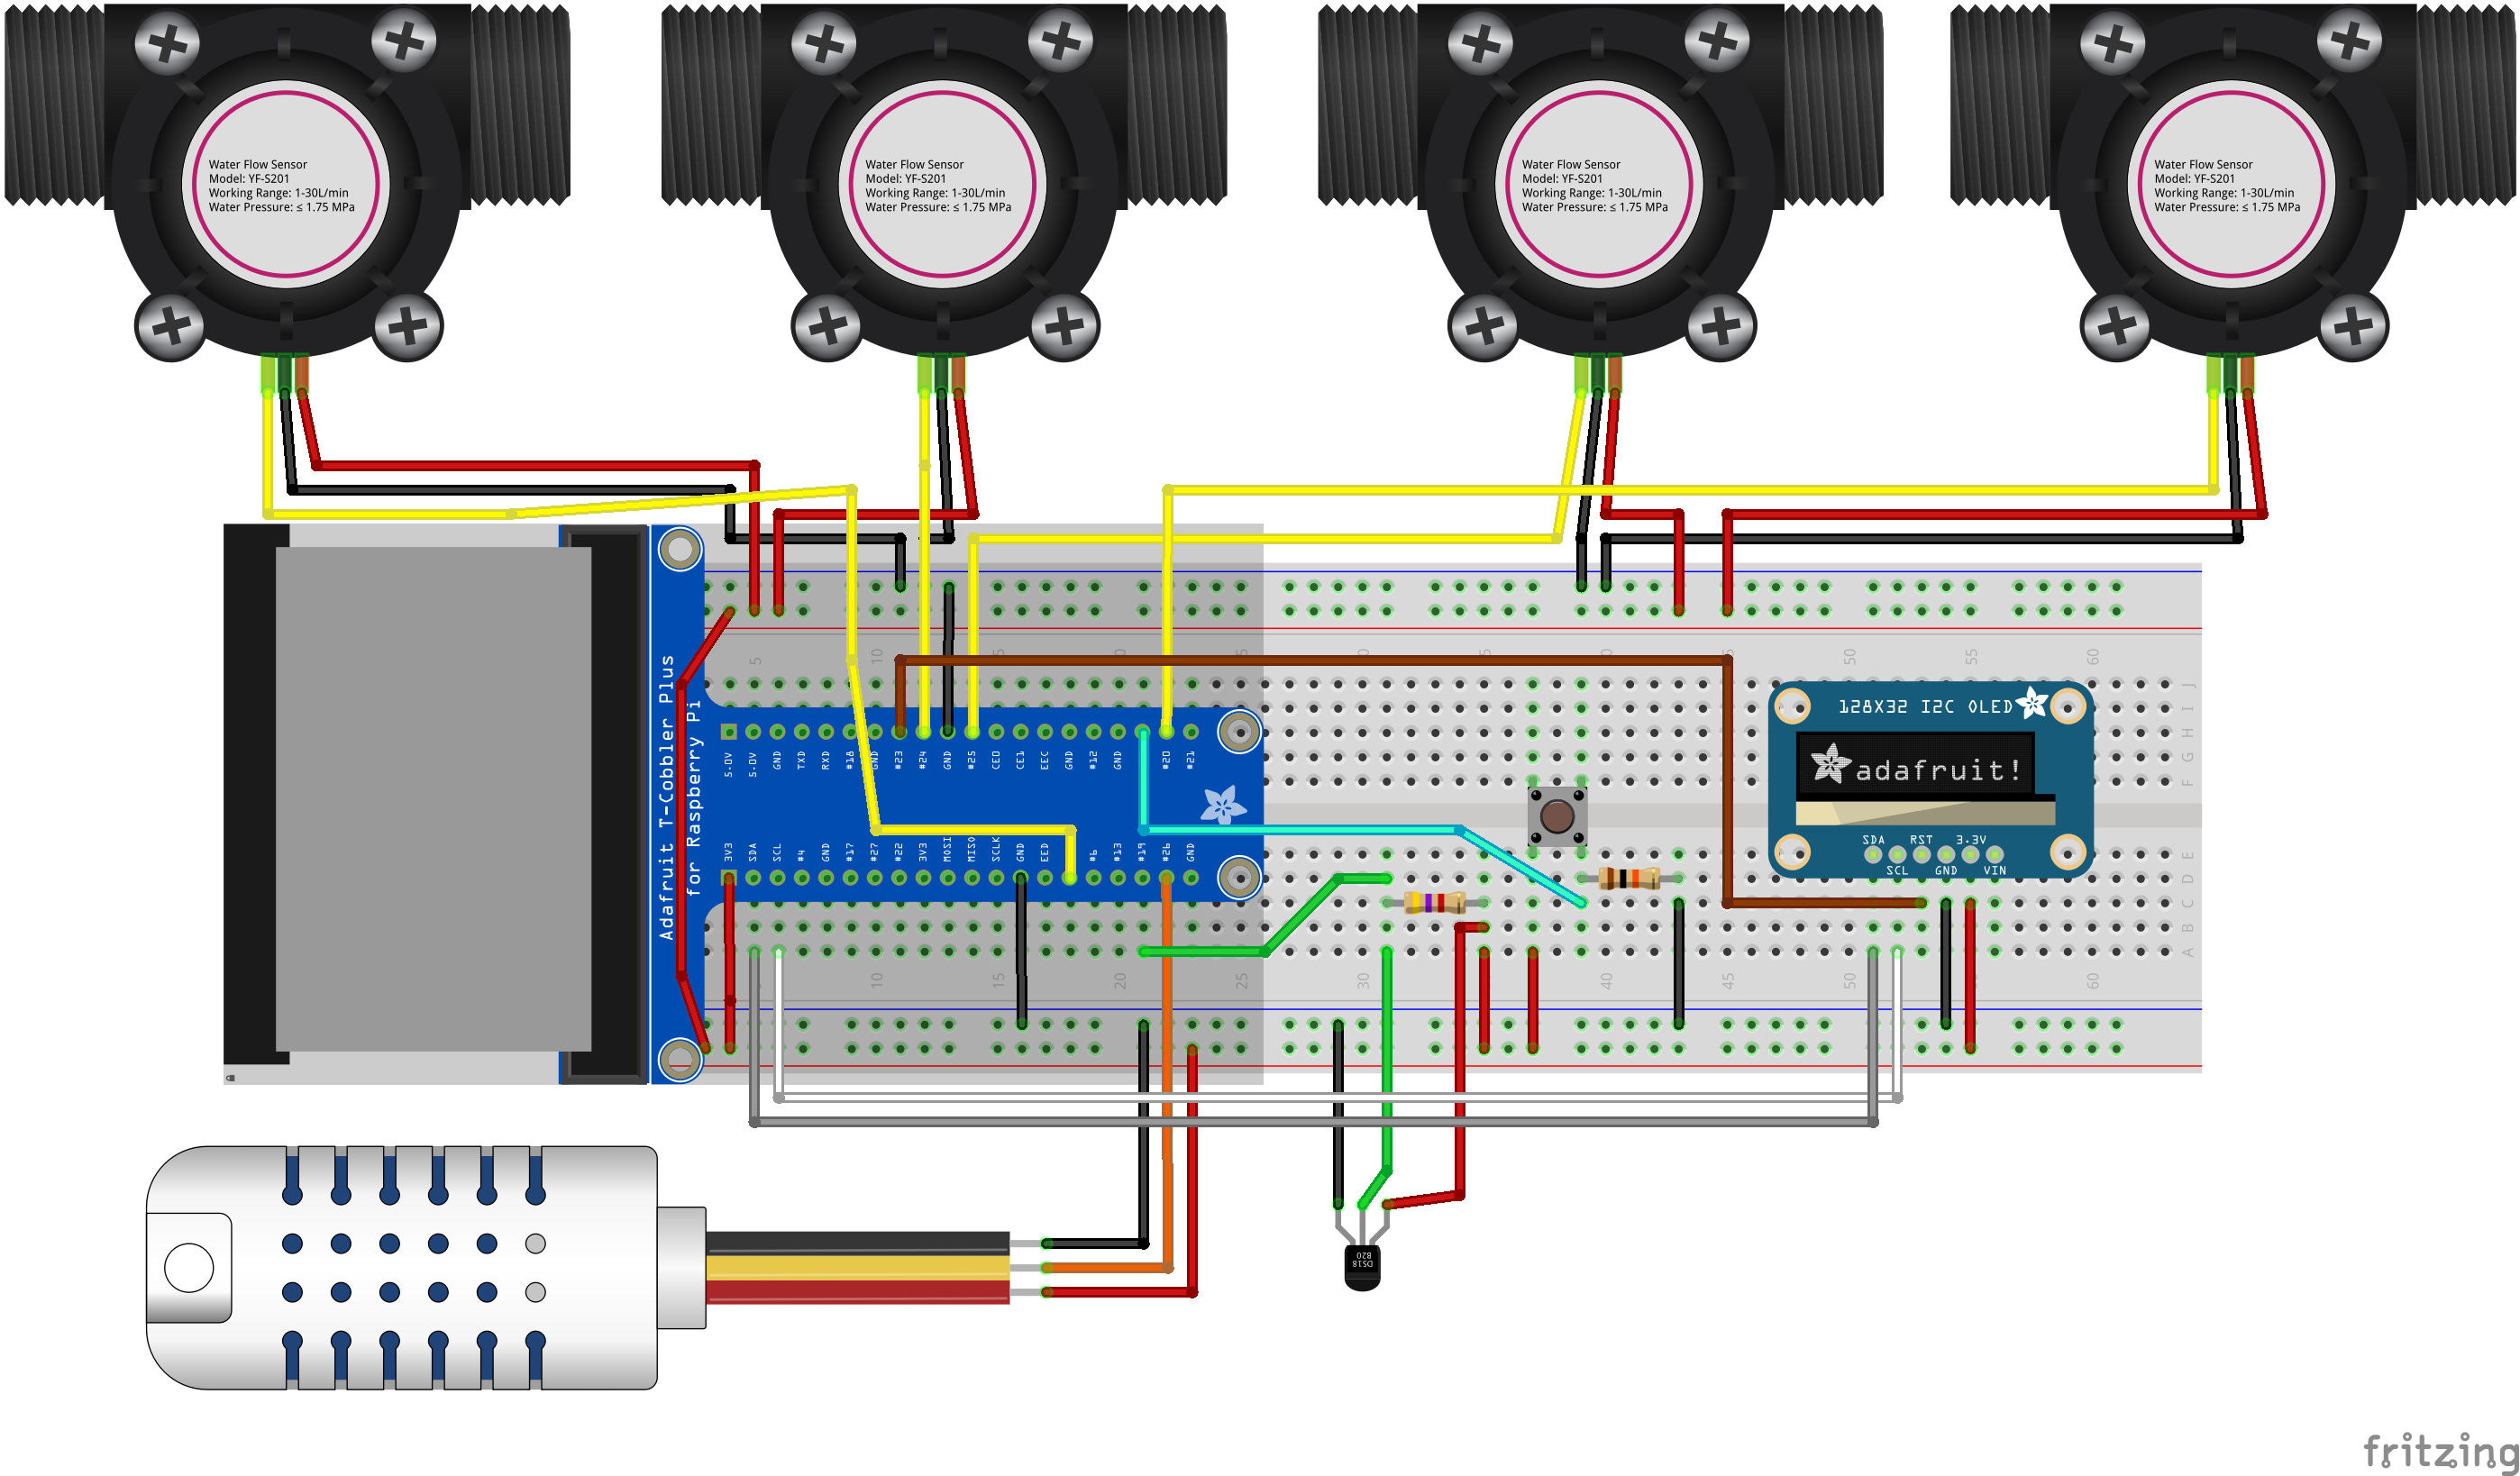 Water Flow Sensor
Model: YF-S201
Working Range: 1-30L/min
Water Pressure: ≤ 1.75 MPa
Water Flow Sensor
Model: YF-S201
Working Range: 1-30L/min
Water Pressure: ≤ 1.75 MPa
Water Flow Sensor
Model: YF-S201
Working Range: 1-30L/min
Water Pressure: ≤ 1.75 MPa
Water Flow Sensor
Model: YF-S201
Working Range: 1-30L/min
Water Pressure: ≤ 1.75 MPa
Adafruit T-Cobbler Plus
for Raspberry Pi
5 10 40 50 55 60
J
I
H
G
F
5.0V 5.0V GND TXD RXD #18 GND #23 #24 GND #25 CE0 CE1 EEC GND #12 GND #20 #21
3V3 SDA SCL #4 GND #17 #27 #22 3V3 MOSI MISO SCLK GND EED #6 #13 #19 #26 GND
128X32 I2C OLED
adafruit!
SDA RST 3.3V
SCL GND VIN
E
D
C
B
A
10 15 20 25 30 40 45 50 60
DS18
B20
fritzing